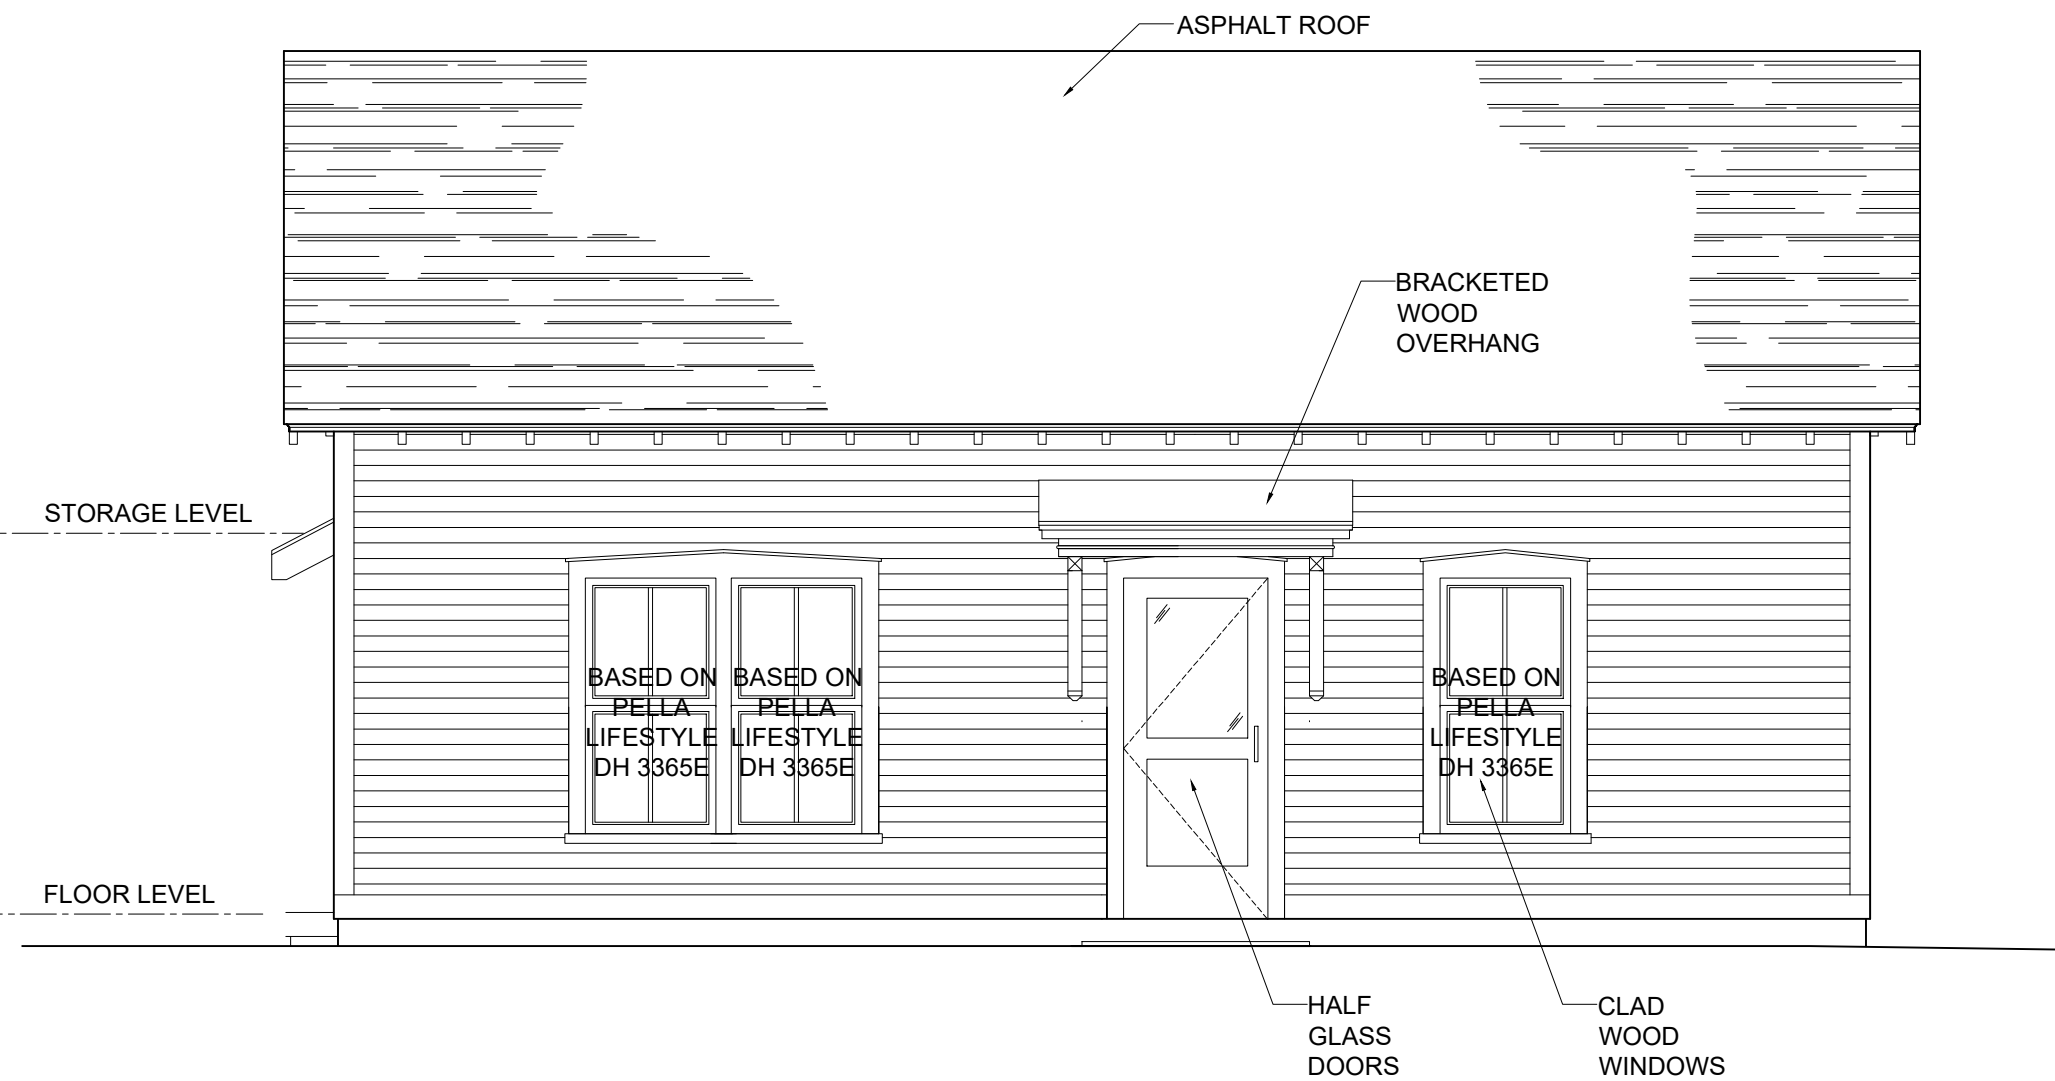 ASPHALT ROOF
BRACKETED
WOOD
OVERHANG
STORAGE LEVEL
BASED ON
PELLA
LIFESTYLE
DH 3365E
BASED ON
PELLA
LIFESTYLE
DH 3365E
BASED ON
PELLA
LIFESTYLE
DH 3365E
FLOOR LEVEL
HALF
GLASS
DOORS
CLAD
WOOD
WINDOWS